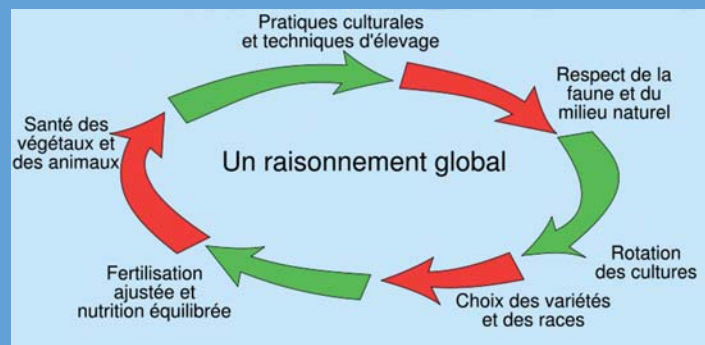 Pratiques culturales
et techniques d'élevage
Respect de la
faune et du
milieu naturel
Santé des
végétaux et
des animaux
Un raisonnement global
Rotation
des cultures
Fertilisation
ajustée et
nutrition équilibrée
Choix des variétés
et des races